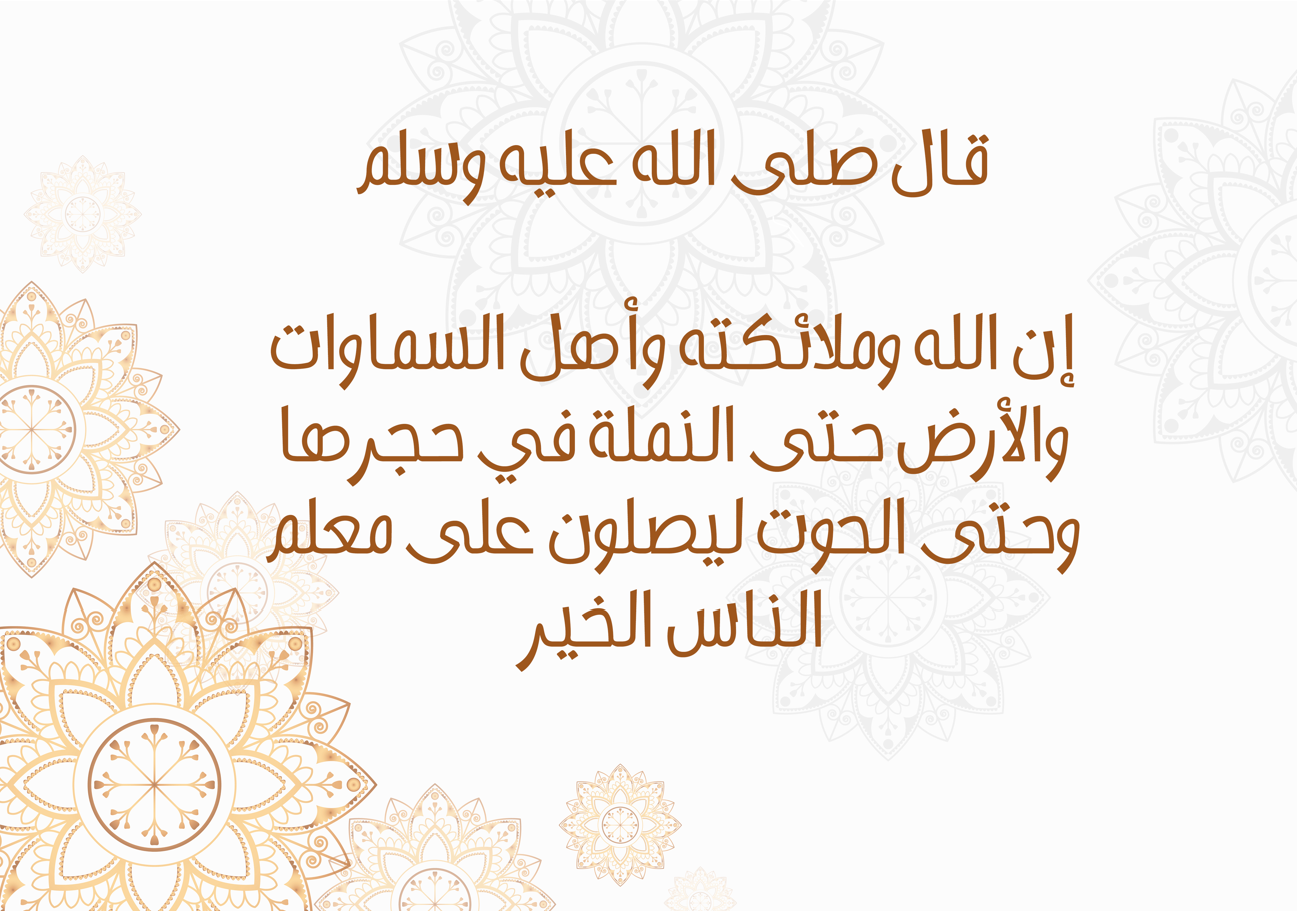 قال صلى الله عليه وسلم
إن الله وملائكته وأهل السماوات
والأرض حتى النملة في حجرها
وحتى الحوت ليصلون على معلم
الناس الخير